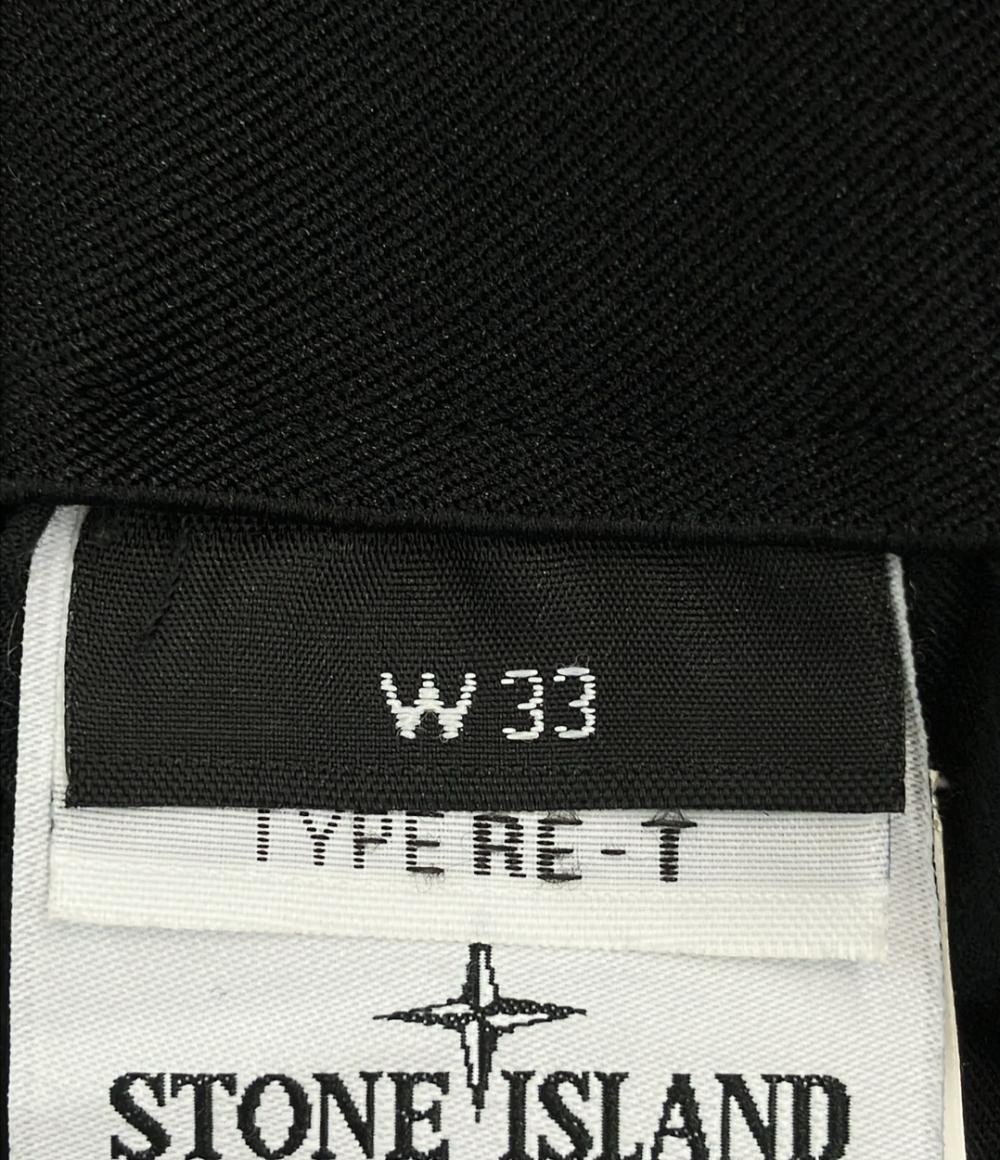 W 33
TYPE RE-T
STONE ISLAND